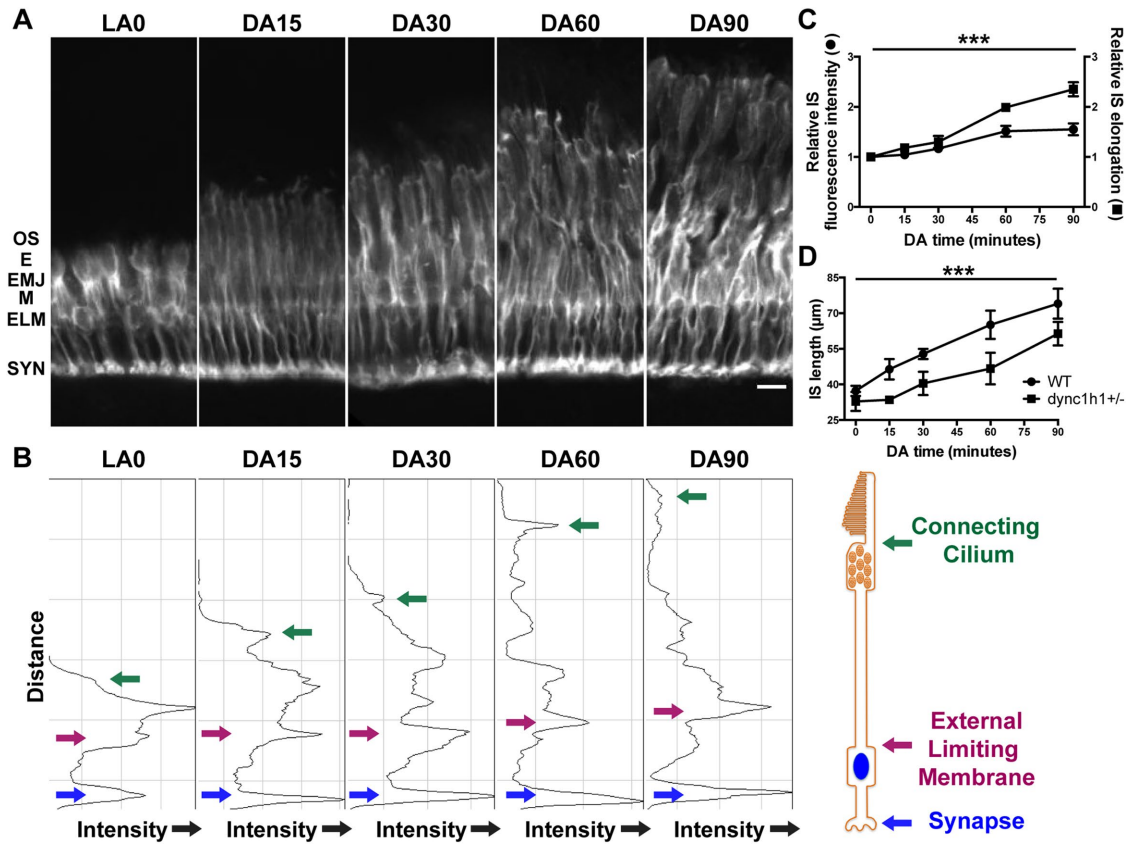 A
LA0 DA15 DA30 DA60 DA90
OS
E
EMJ
M
ELM
SYN
B
LA0 DA15 DA30 DA60 DA90
Distance
Intensity Intensity Intensity Intensity Intensity
C
***
Relative IS
fluorescence intensity (●)
3
2
1
0
3
2
1
0
Relative IS
elongation (■)
0 15 30 45 60 75 90
DA time (minutes)
D
***
IS length (μm)
85
70
55
40
25
WT
dync1h1+/-
0 15 30 45 60 75 90
DA time (minutes)
Connecting
Cilium
External
Limiting
Membrane
Synapse